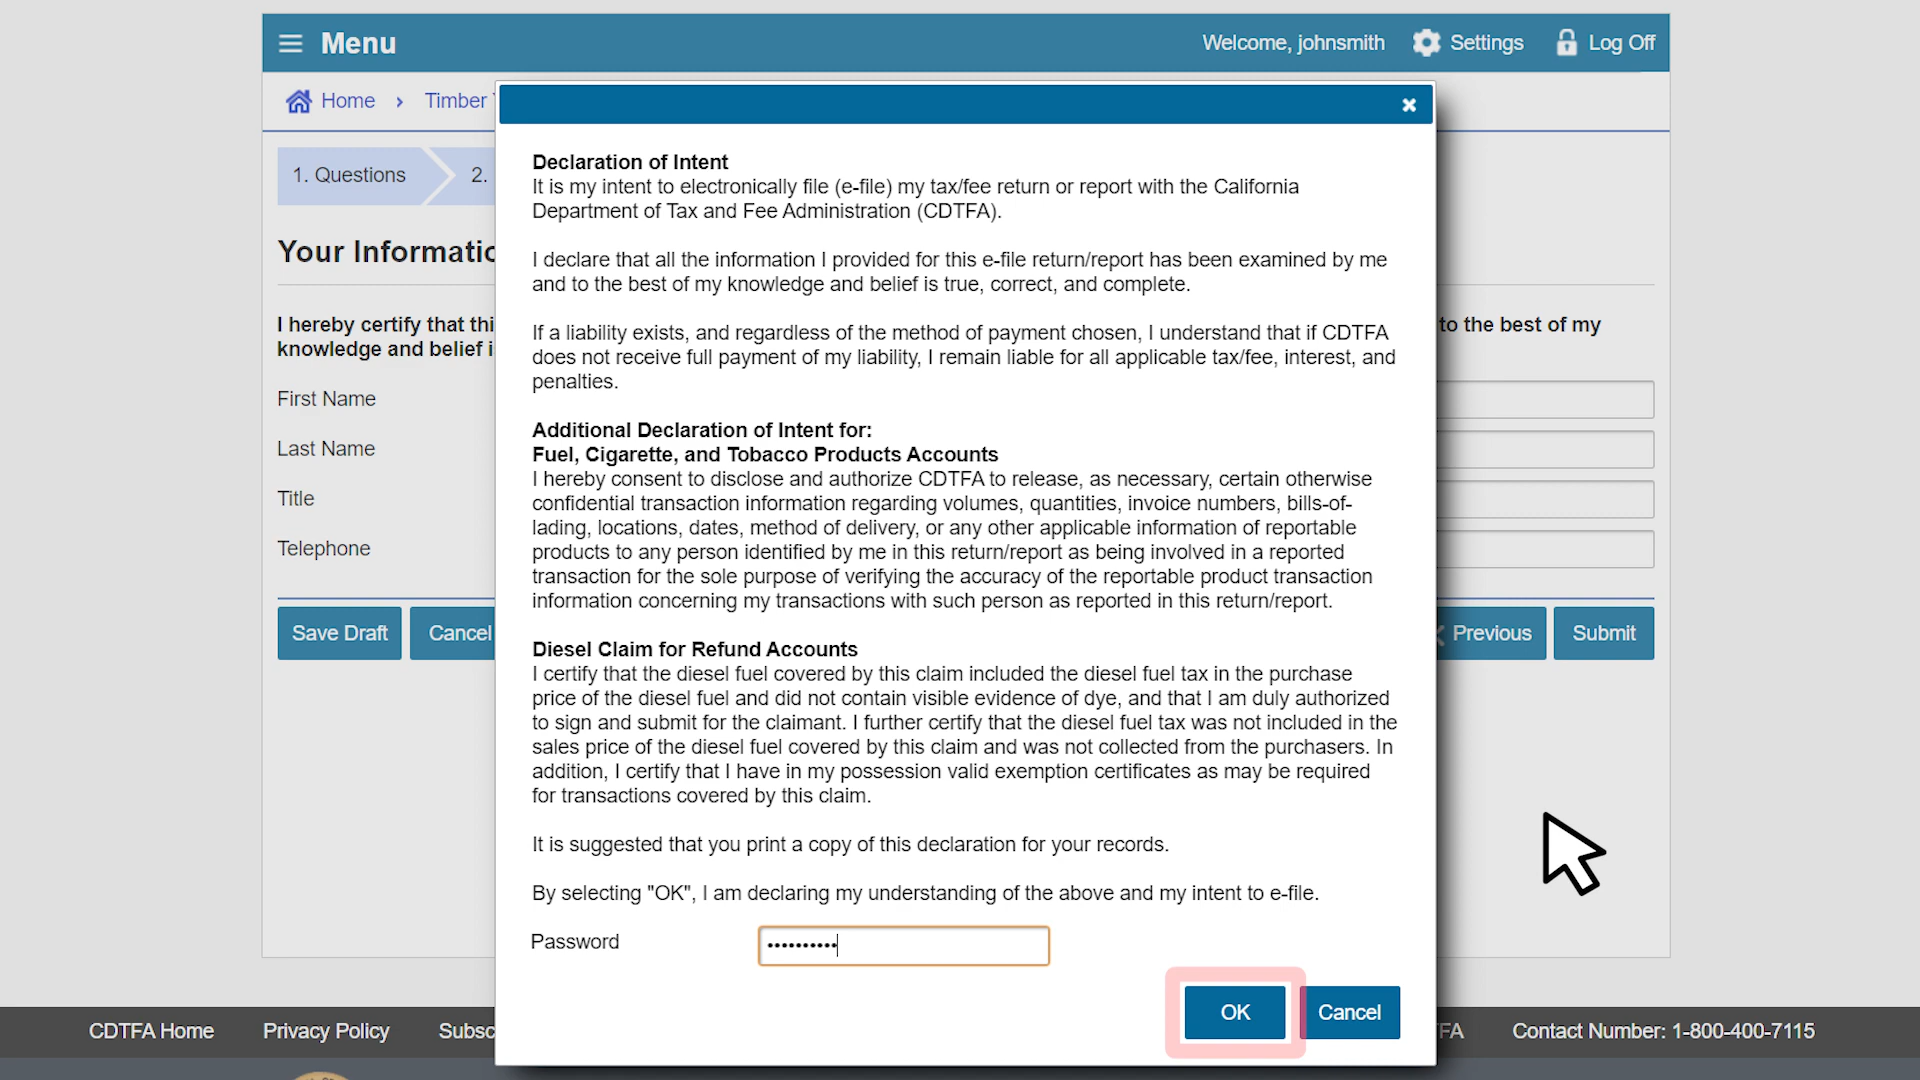 Menu
Welcome, johnsmith
Settings
Log Off
Home › Timber
1. Questions
2.
Your Informatio
I hereby certify that thi
to the best of my
knowledge and belief i
First Name
Last Name
Title
Telephone
Save Draft
Cancel
Previous
Submit
Declaration of Intent
It is my intent to electronically file (e-file) my tax/fee return or report with the California
Department of Tax and Fee Administration (CDTFA).
I declare that all the information I provided for this e-file return/report has been examined by me
and to the best of my knowledge and belief is true, correct, and complete.
If a liability exists, and regardless of the method of payment chosen, I understand that if CDTFA
does not receive full payment of my liability, I remain liable for all applicable tax/fee, interest, and
penalties.
Additional Declaration of Intent for:
Fuel, Cigarette, and Tobacco Products Accounts
I hereby consent to disclose and authorize CDTFA to release, as necessary, certain otherwise
confidential transaction information regarding volumes, quantities, invoice numbers, bills-of-
lading, locations, dates, method of delivery, or any other applicable information of reportable
products to any person identified by me in this return/report as being involved in a reported
transaction for the sole purpose of verifying the accuracy of the reportable product transaction
information concerning my transactions with such person as reported in this return/report.
Diesel Claim for Refund Accounts
I certify that the diesel fuel covered by this claim included the diesel fuel tax in the purchase
price of the diesel fuel and did not contain visible evidence of dye, and that I am duly authorized
to sign and submit for the claimant. I further certify that the diesel fuel tax was not included in the
sales price of the diesel fuel covered by this claim and was not collected from the purchasers. In
addition, I certify that I have in my possession valid exemption certificates as may be required
for transactions covered by this claim.
It is suggested that you print a copy of this declaration for your records.
By selecting "OK", I am declaring my understanding of the above and my intent to e-file.
Password
••••••••••
OK
Cancel
CDTFA Home
Privacy Policy
Subsc
FA
Contact Number: 1-800-400-7115